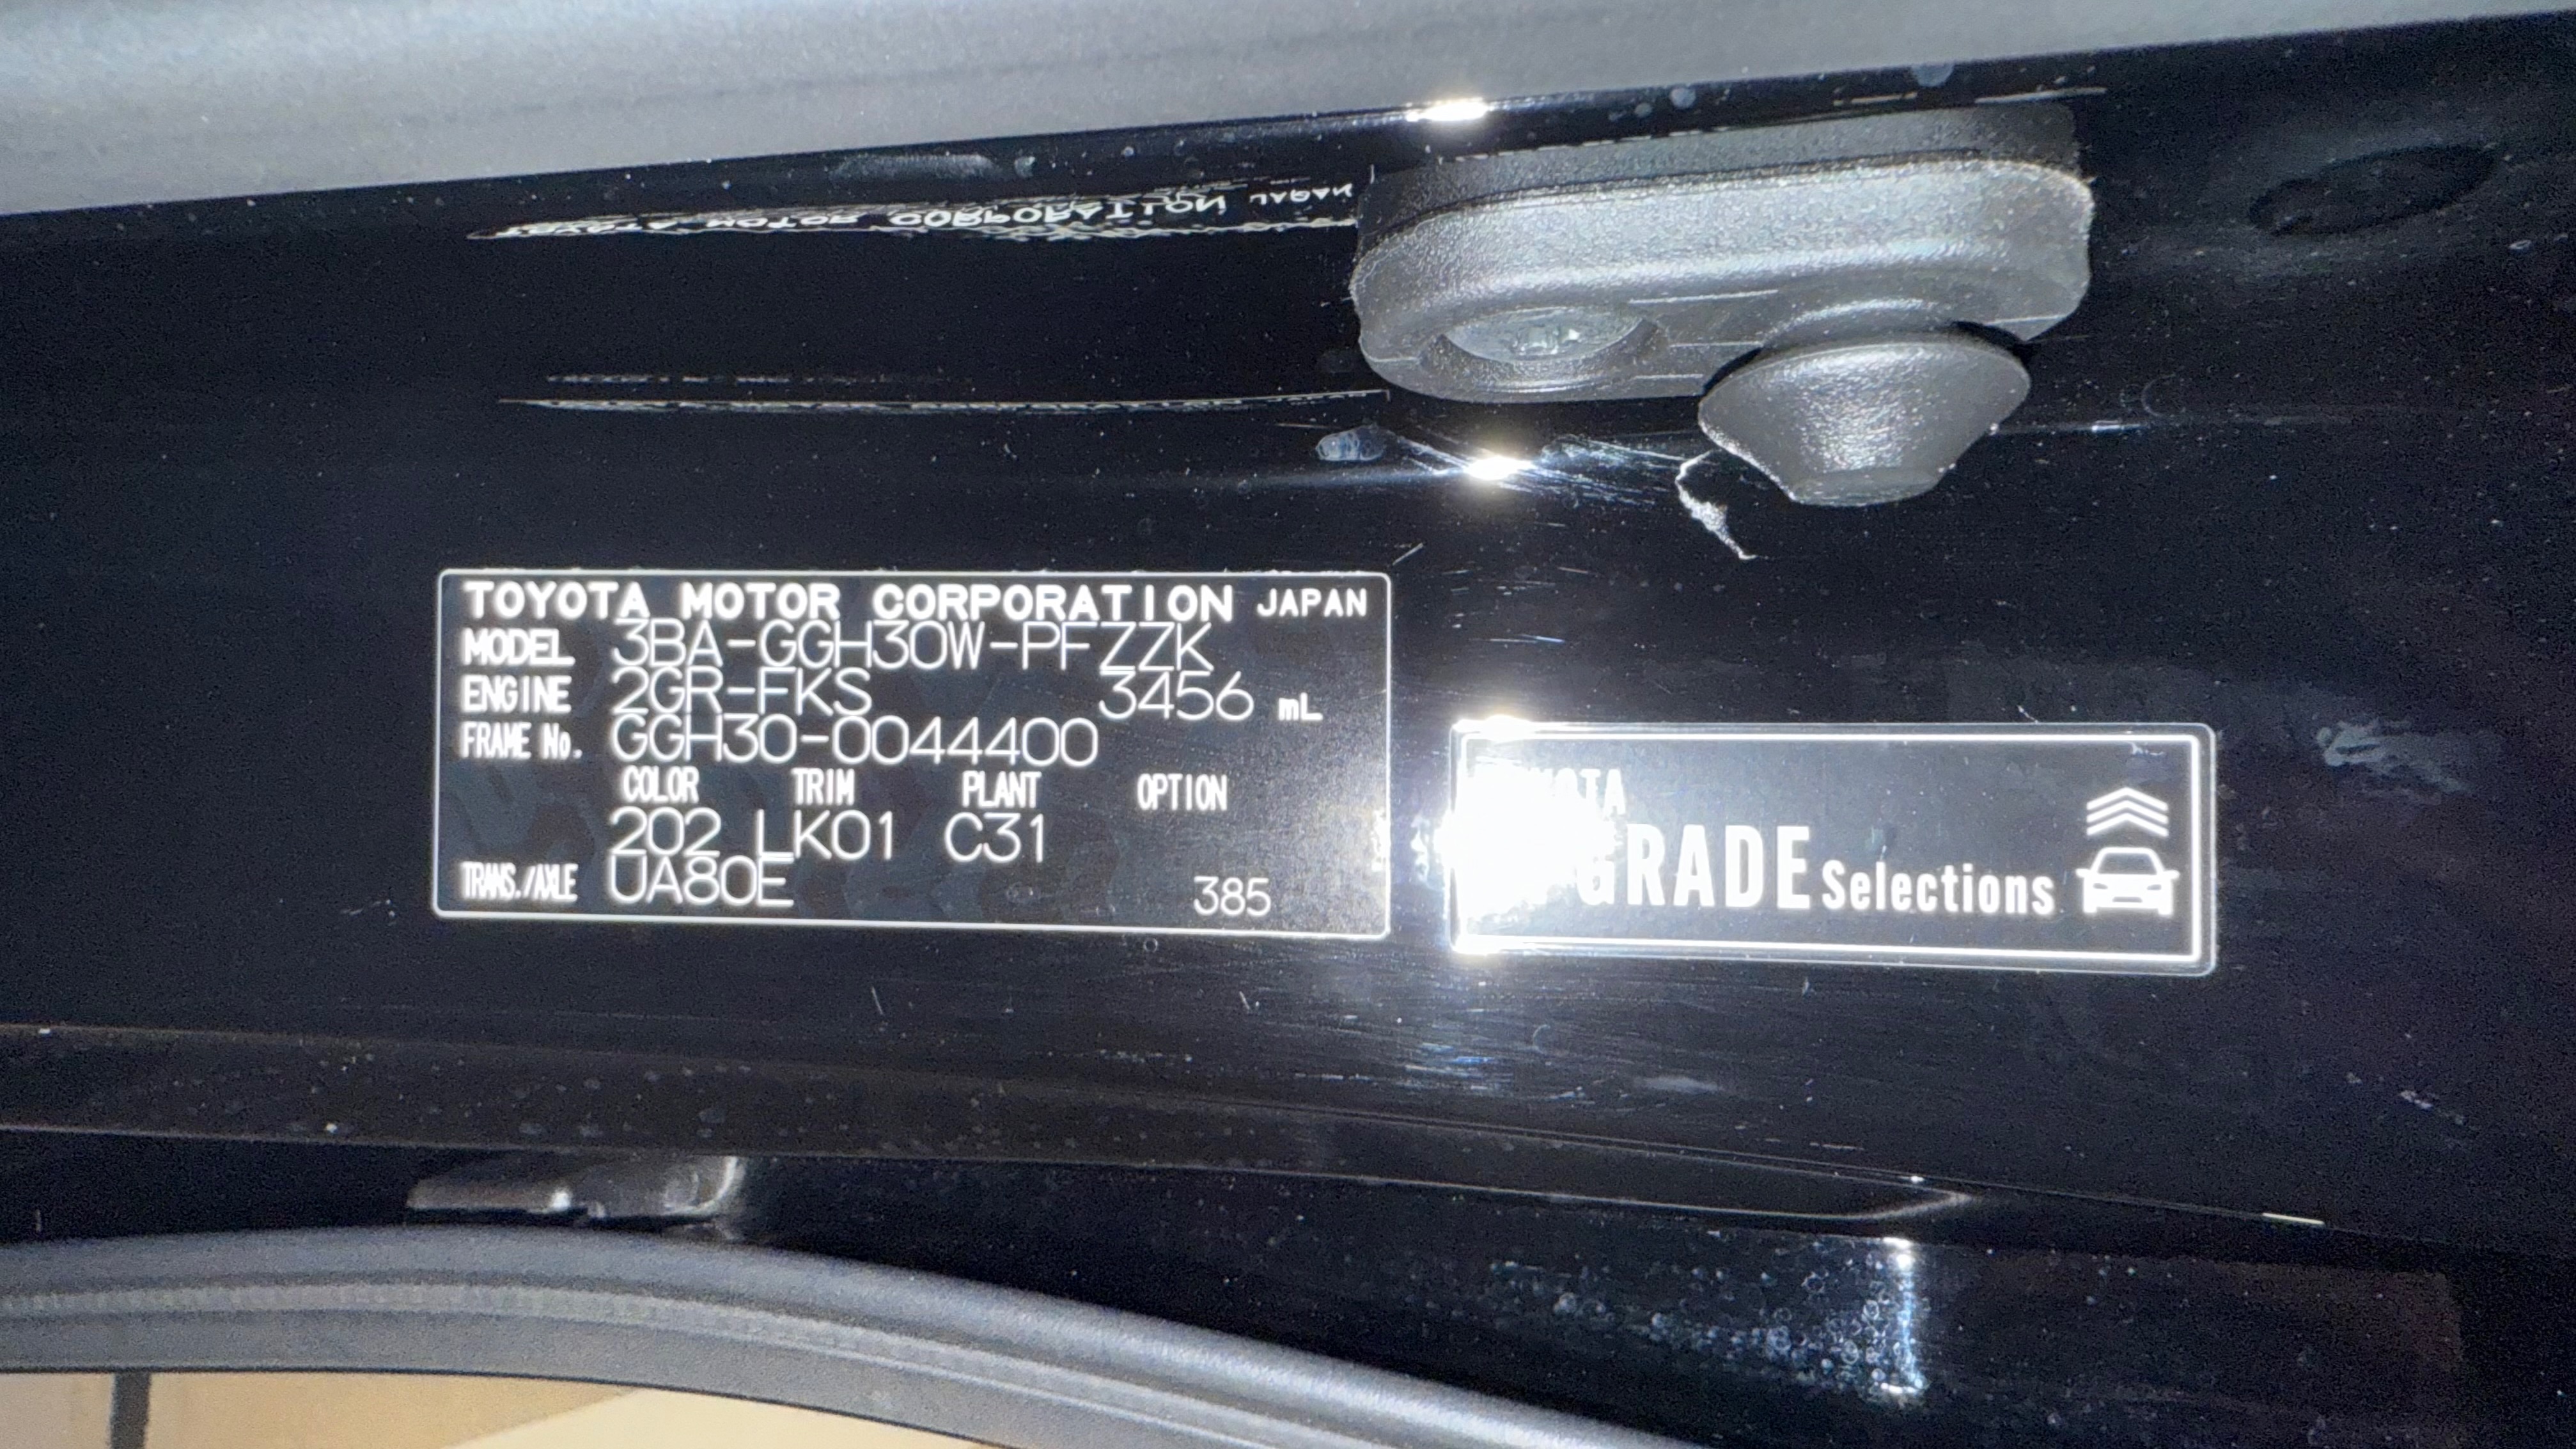 TOYOTA MOTOR CORPORATION JAPAN
MODEL 3BA-GGH30W-PFZZK
ENGINE 2GR-FKS 3456 mL
FRAME No. GGH30-0044400
COLOR TRIM PLANT OPTION
202 LK01 C31
TRANS./AXLE UA80E 385
GRADE Selections